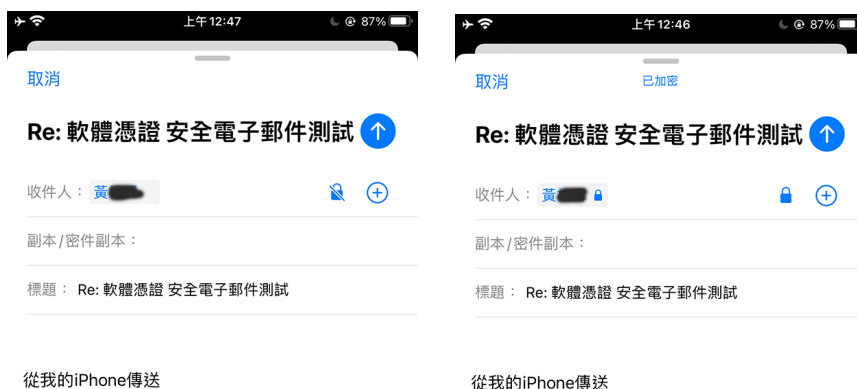 上午12:47
87%
取消
Re: 軟體憑證 安全電子郵件測試
收件人：黃
副本/密件副本：
標題： Re: 軟體憑證 安全電子郵件測試
從我的iPhone傳送
上午12:46
87%
取消
已加密
Re: 軟體憑證 安全電子郵件測試
收件人：黃
副本/密件副本：
標題： Re: 軟體憑證 安全電子郵件測試
從我的iPhone傳送